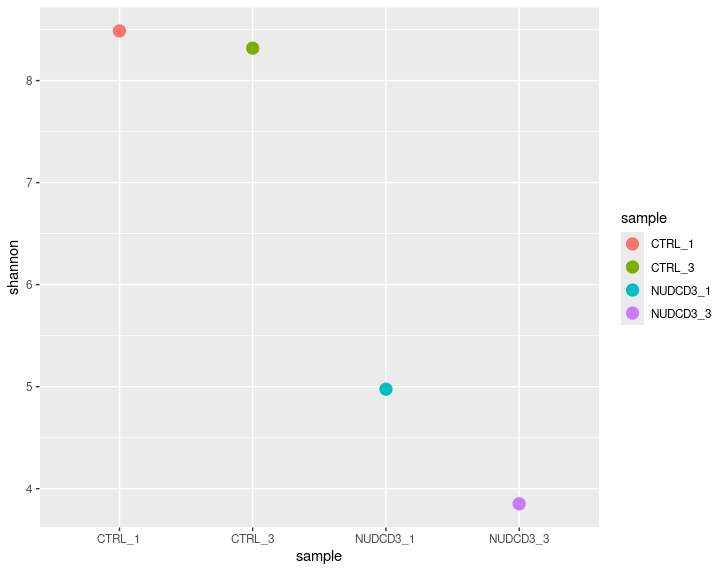 8
7
6
5
4
shannon
CTRL_1 CTRL_3 NUDCD3_1 NUDCD3_3
sample
sample
CTRL_1
CTRL_3
NUDCD3_1
NUDCD3_3